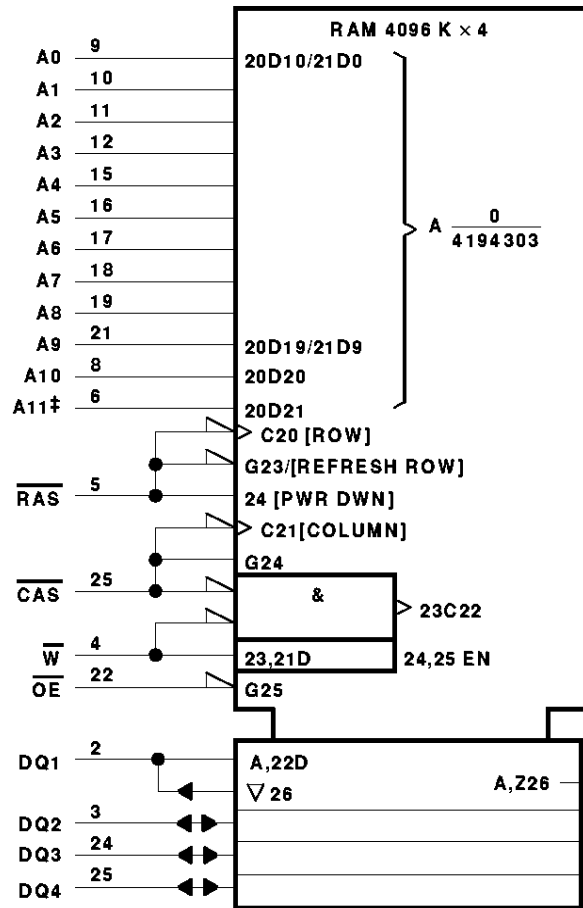 RAM 4096 K × 4
A0 9 20D10/21D0
A1 10
A2 11
A3 12
A4 15
A5 16
A6 17
A 0/4194303
A7 18
A8 19
A9 21 20D19/21D9
A10 8 20D20
A11‡ 6 20D21
C20 [ROW]
G23/[REFRESH ROW]
RAS 5 24 [PWR DWN]
C21[COLUMN]
G24
CAS 25 &
23C22
W 4 23,21D 24,25 EN
OE 22 G25
DQ1 2 A,22D
26 A,Z26
DQ2 3
DQ3 24
DQ4 25